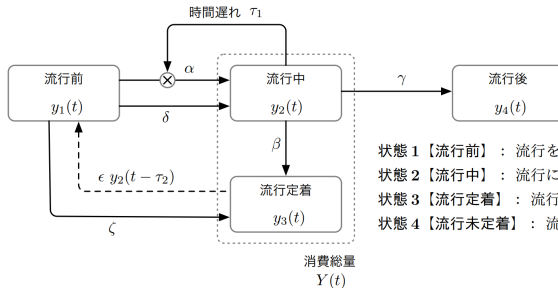 時間遅れ τ₁
流行前
y₁(t)
α
δ
流行中
y₂(t)
γ
流行後
y₄(t)
β
ϵ y₂(t−τ₂)
流行定着
y₃(t)
ζ
消費総量
Y(t)
状態 1【流行前】：流行を
状態 2【流行中】：流行に
状態 3【流行定着】：流行
状態 4【流行未定着】：流